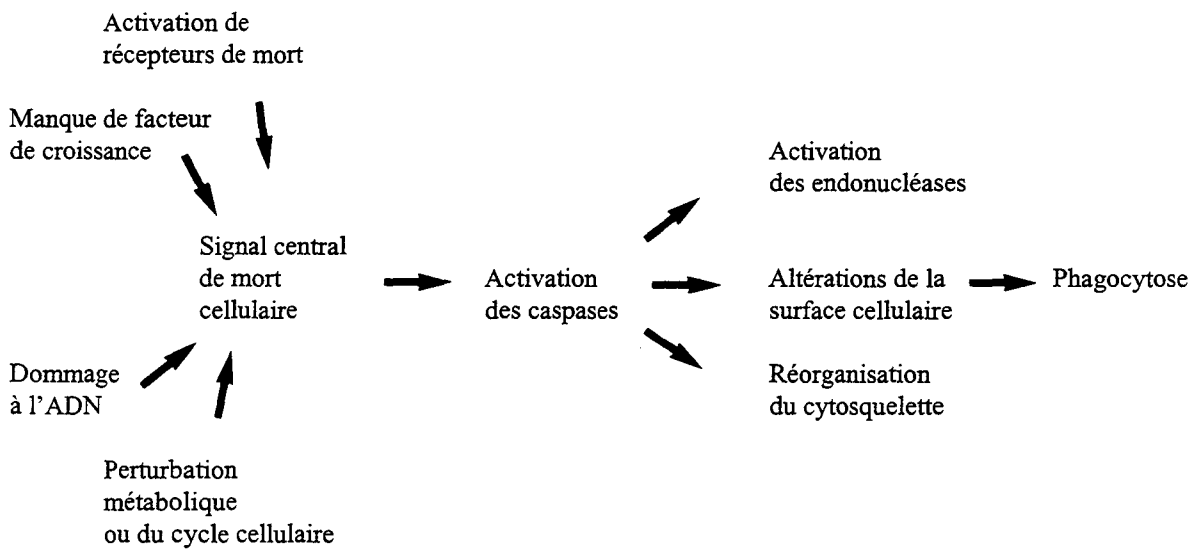 Activation de
récepteurs de mort
Manque de facteur
de croissance
Signal central
de mort
cellulaire
Dommage
à l'ADN
Perturbation
métabolique
ou du cycle cellulaire
Activation
des caspases
Activation
des endonucléases
Altérations de la
surface cellulaire
Réorganisation
du cytosquelette
Phagocytose